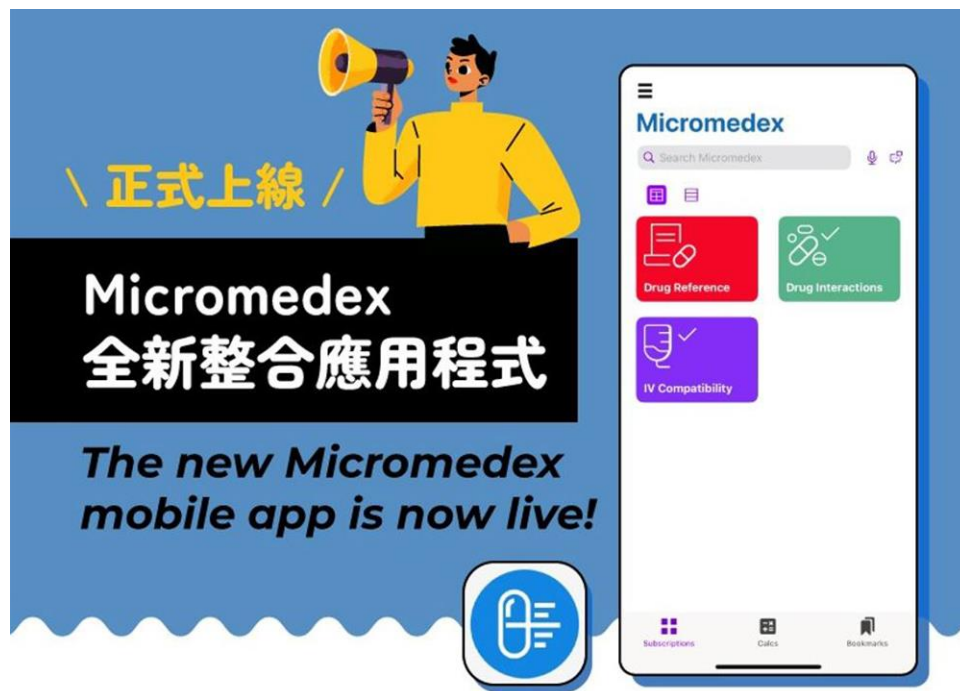 \ 正式上線 /
Micromedex
全新整合應用程式
The new Micromedex
mobile app is now live!
Micromedex
Search Micromedex
Drug Reference
Drug Interactions
IV Compatibility
Subscriptions
Calcs
Bookmarks